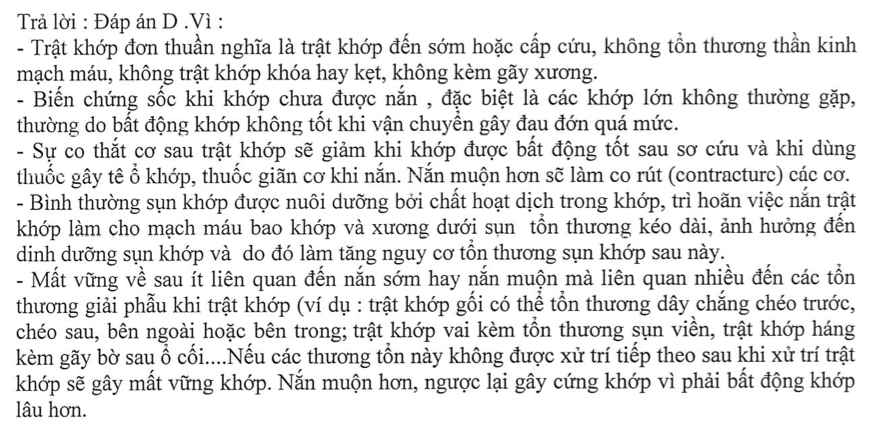 Trả lời : Đáp án D .Vì :
- Trật khớp đơn thuần nghĩa là trật khớp đến sớm hoặc cấp cứu, không tổn thương thần kinh
mạch máu, không trật khớp khóa hay kẹt, không kèm gãy xương.
- Biến chứng sốc khi khớp chưa được nắn , đặc biệt là các khớp lớn không thường gặp,
thường do bất động khớp không tốt khi vận chuyển gây đau đớn quá mức.
- Sự co thắt cơ sau trật khớp sẽ giảm khi khớp được bất động tốt sau sơ cứu và khi dùng
thuốc gây tê ổ khớp, thuốc giãn cơ khi nắn. Nắn muộn hơn sẽ làm co rút (contracture) các cơ.
- Bình thường sụn khớp được nuôi dưỡng bởi chất hoạt dịch trong khớp, trì hoãn việc nắn trật
khớp làm cho mạch máu bao khớp và xương dưới sụn tổn thương kéo dài, ảnh hưởng đến
dinh dưỡng sụn khớp và do đó làm tăng nguy cơ tổn thương sụn khớp sau này.
- Mất vững về sau ít liên quan đến nắn sớm hay nắn muộn mà liên quan nhiều đến các tổn
thương giải phẫu khi trật khớp (ví dụ : trật khớp gối có thể tổn thương dây chằng chéo trước,
chéo sau, bên ngoài hoặc bên trong; trật khớp vai kèm tổn thương sụn viền, trật khớp háng
kèm gãy bờ sau ổ cối....Nếu các thương tổn này không được xử trí tiếp theo sau khi xử trí trật
khớp sẽ gây mất vững khớp. Nắn muộn hơn, ngược lại gây cứng khớp vì phải bất động khớp
lâu hơn.